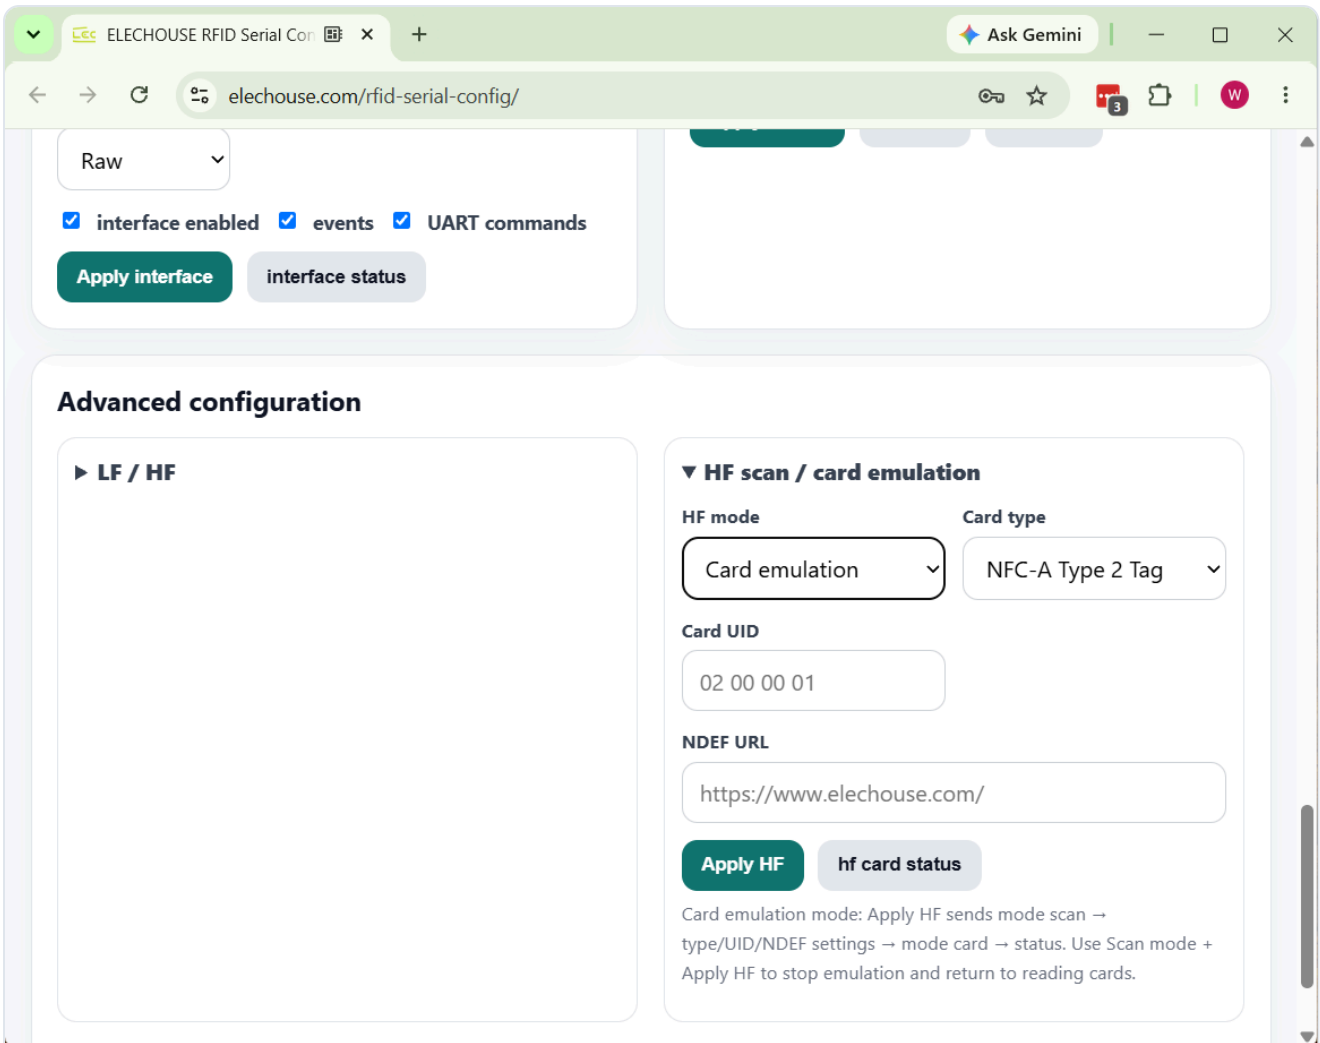 ELECHOUSE RFID Serial Con
Ask Gemini
elechouse.com/rfid-serial-config/
3
W
Raw
interface enabled events UART commands
Apply interface interface status
Advanced configuration
LF / HF
HF scan / card emulation
HF mode Card type
Card emulation NFC-A Type 2 Tag
Card UID
02 00 00 01
NDEF URL
https://www.elechouse.com/
Apply HF hf card status
Card emulation mode: Apply HF sends mode scan →
type/UID/NDEF settings → mode card → status. Use Scan mode +
Apply HF to stop emulation and return to reading cards.